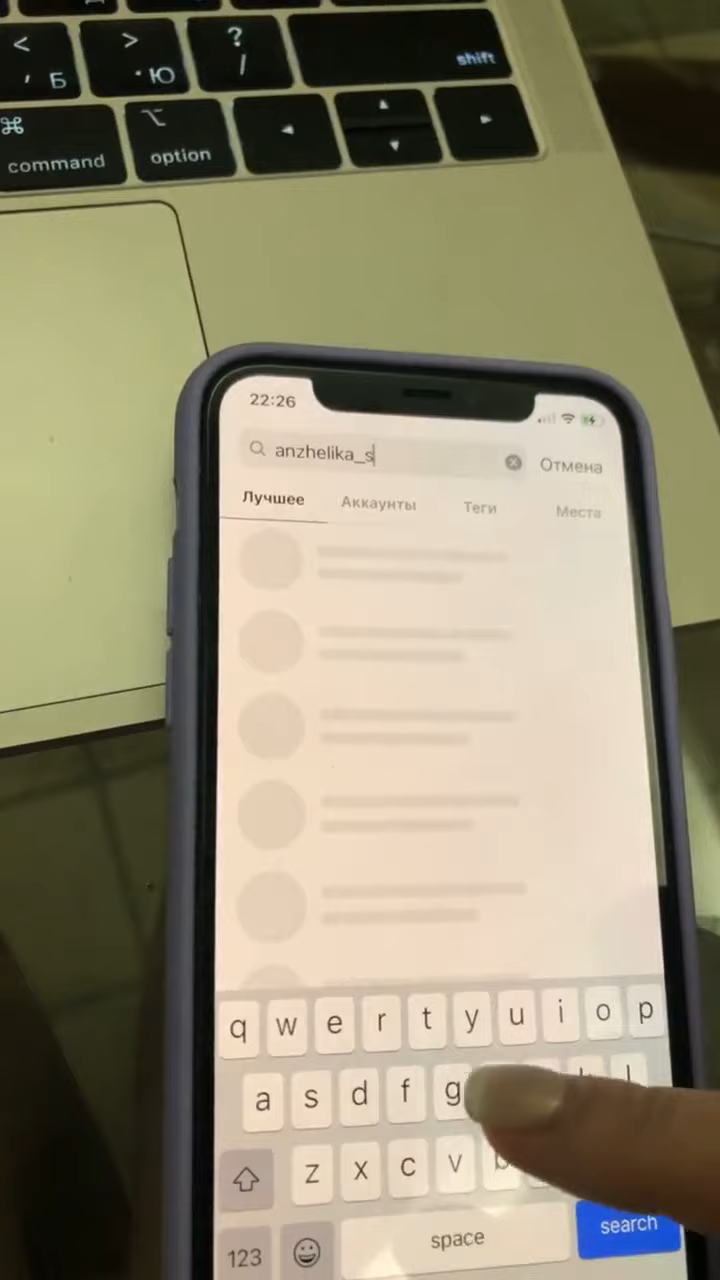 < > ?
, Б . Ю / shift
⌘ ⌥ ◄ ▲ ►
command option ▼
22:26
anzhelika_s Отмена
Лучшее Аккаунты Теги Места
q w e r t y u i o p
a s d f g
z x c v b
123 space search